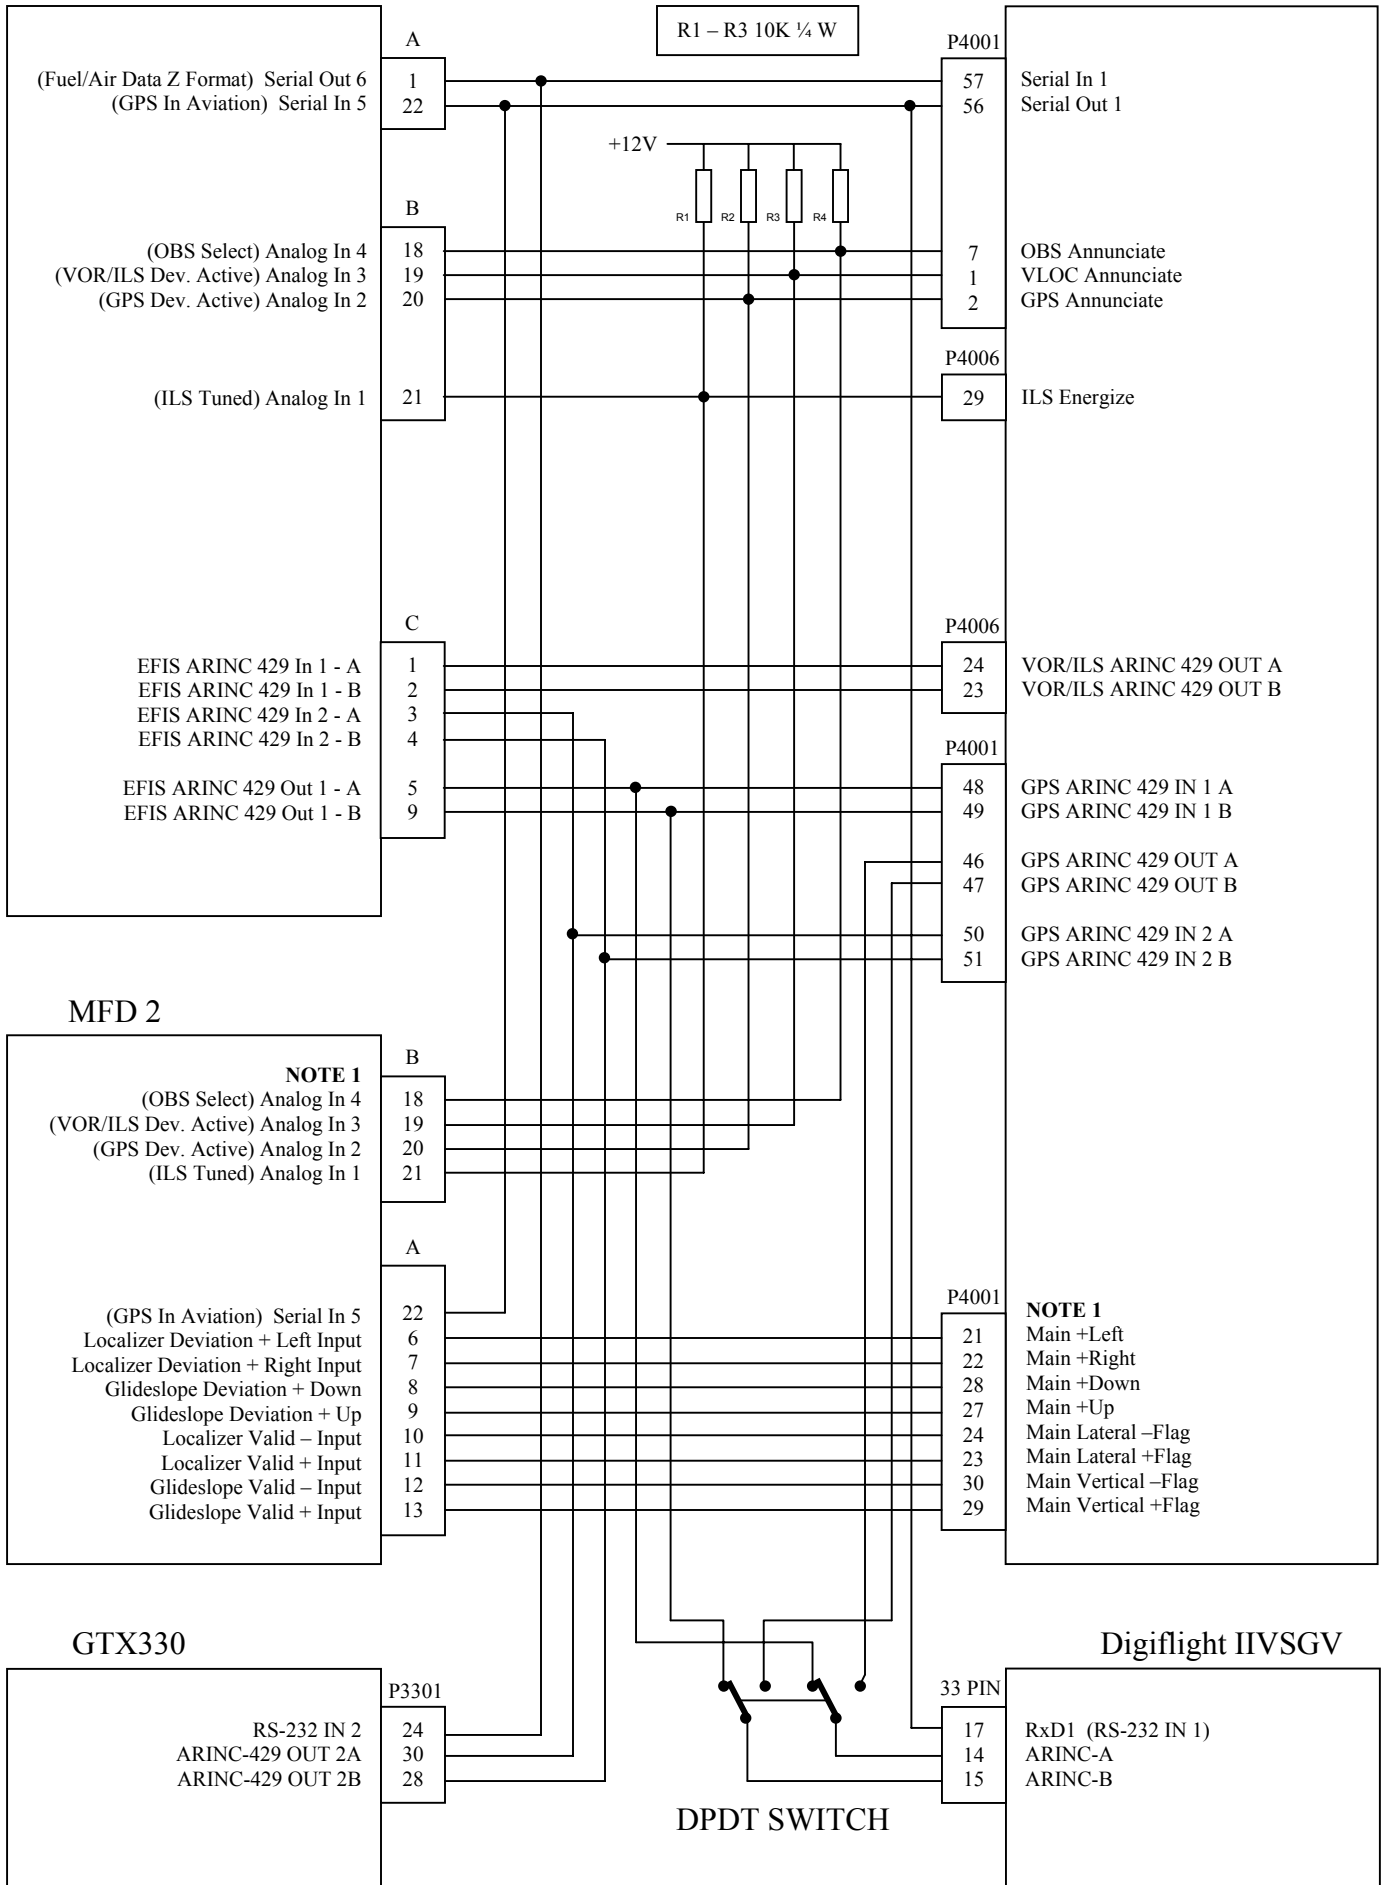 R1 – R3 10K ¼ W
A
(Fuel/Air Data Z Format)  Serial Out 6
1
(GPS In Aviation)  Serial In 5
22
P4001
57
Serial In 1
56
Serial Out 1
+12V
R1
R2
R3
R4
B
(OBS Select) Analog In 4
18
(VOR/ILS Dev. Active) Analog In 3
19
(GPS Dev. Active) Analog In 2
20
(ILS Tuned) Analog In 1
21
7
OBS Annunciate
1
VLOC Annunciate
2
GPS Annunciate
P4006
29
ILS Energize
C
EFIS ARINC 429 In 1 - A
1
EFIS ARINC 429 In 1 - B
2
EFIS ARINC 429 In 2 - A
3
EFIS ARINC 429 In 2 - B
4
EFIS ARINC 429 Out 1 - A
5
EFIS ARINC 429 Out 1 - B
9
P4006
24
VOR/ILS ARINC 429 OUT A
23
VOR/ILS ARINC 429 OUT B
P4001
48
GPS ARINC 429 IN 1 A
49
GPS ARINC 429 IN 1 B
46
GPS ARINC 429 OUT A
47
GPS ARINC 429 OUT B
50
GPS ARINC 429 IN 2 A
51
GPS ARINC 429 IN 2 B
MFD 2
B
NOTE 1
(OBS Select) Analog In 4
18
(VOR/ILS Dev. Active) Analog In 3
19
(GPS Dev. Active) Analog In 2
20
(ILS Tuned) Analog In 1
21
A
(GPS In Aviation)  Serial In 5
22
Localizer Deviation + Left Input
6
Localizer Deviation + Right Input
7
Glideslope Deviation + Down
8
Glideslope Deviation + Up
9
Localizer Valid – Input
10
Localizer Valid + Input
11
Glideslope Valid – Input
12
Glideslope Valid + Input
13
P4001
NOTE 1
21
Main +Left
22
Main +Right
28
Main +Down
27
Main +Up
24
Main Lateral –Flag
23
Main Lateral +Flag
30
Main Vertical –Flag
29
Main Vertical +Flag
GTX330
P3301
RS-232 IN 2
24
ARINC-429 OUT 2A
30
ARINC-429 OUT 2B
28
DPDT SWITCH
Digiflight IIVSGV
33 PIN
17
RxD1  (RS-232 IN 1)
14
ARINC-A
15
ARINC-B